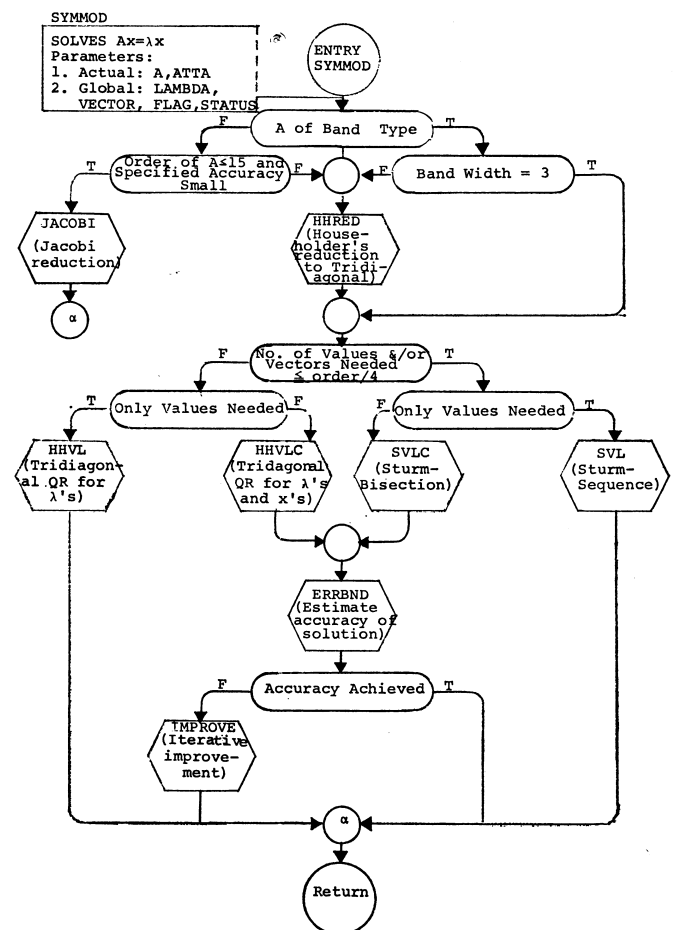 SYMMOD
SOLVES Ax=λx
Parameters:
1. Actual: A,ATTA
2. Global: LAMBDA,
VECTOR, FLAG,STATUS
ENTRY
SYMMOD
F
A of Band Type
T
T
Order of A≤15 and
Specified Accuracy
Small
F
F
Band Width = 3
T
JACOBI
(Jacobi
reduction)
α
HHRED
(House-
holder's
reduction
to Tridi-
agonal)
F
No. of Values &/or
Vectors Needed
≤ order/4
T
T
Only Values Needed
F
F
Only Values Needed
T
HHVL
(Tridiagon-
al QR for
λ's)
HHVLC
(Tridagonal
QR for λ's
and x's)
SVLC
(Sturm-
Bisection)
SVL
(Sturm-
Sequence)
ERRBND
(Estimate
accuracy of
solution)
F
Accuracy Achieved
T
IMPROVE
(Iterative
improve-
ment)
α
Return